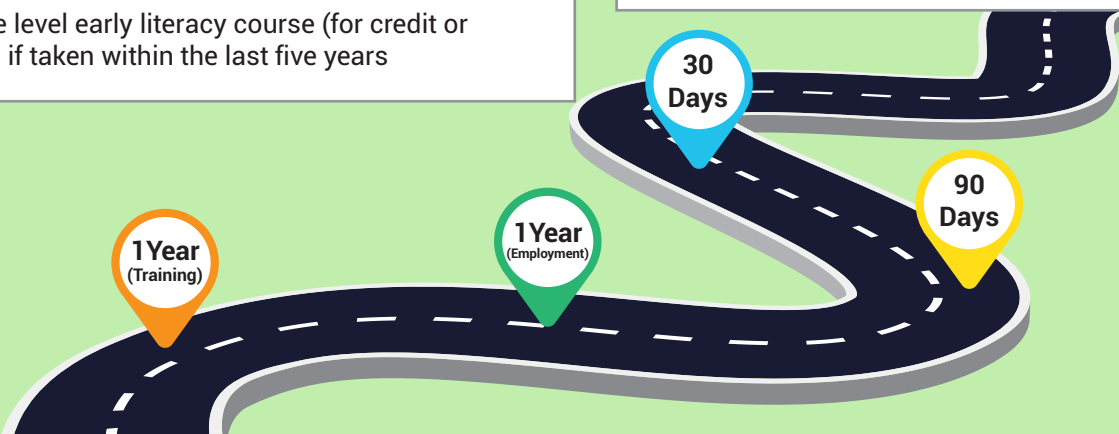 e level early literacy course (for credit or
if taken within the last five years
30
Days
90
Days
1Year
(Employment)
1Year
(Training)